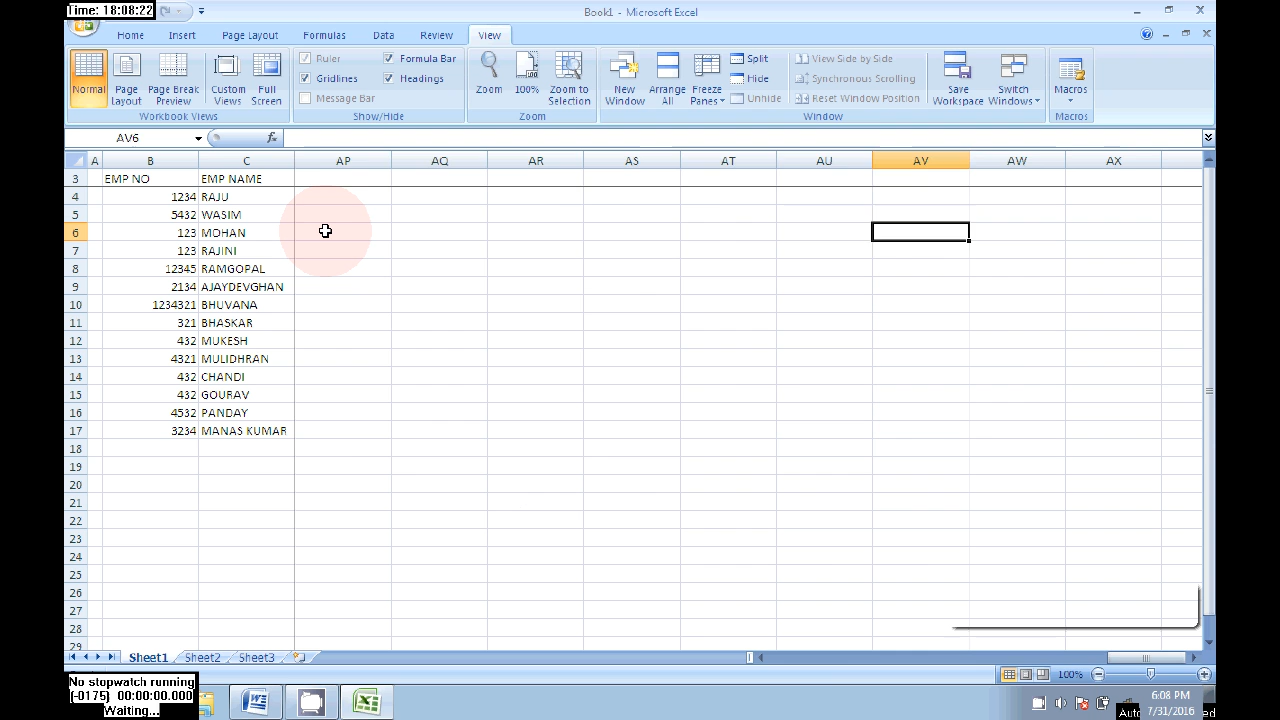 Time: 18:08:22
Book1 - Microsoft Excel
Home Insert Page Layout Formulas Data Review View
Normal
Page Layout
Page Break Preview
Custom Views
Full Screen
Workbook Views
Ruler
Gridlines
Message Bar
Formula Bar
Headings
Show/Hide
Zoom
100%
Zoom to Selection
Zoom
New Window
Arrange All
Freeze Panes
Split
Hide
Unhide
View Side by Side
Synchronous Scrolling
Reset Window Position
Window
Save Workspace
Switch Windows
Macros
Macros
AV6 fx
A B C AP AQ AR AS AT AU AV AW AX
3 EMP NO EMP NAME
4 1234 RAJU
5 5432 WASIM
6 123 MOHAN
7 123 RAJINI
8 12345 RAMGOPAL
9 2134 AJAYDEVGHAN
10 1234321 BHUVANA
11 321 BHASKAR
12 432 MUKESH
13 4321 MULIDHRAN
14 432 CHANDI
15 432 GOURAV
16 4532 PANDAY
17 3234 MANAS KUMAR
18
19
20
21
22
23
24
25
26
27
28
29
Sheet1 Sheet2 Sheet3
100%
No stopwatch running
(-0175) 00:00:00.000
Waiting...
6:08 PM
7/31/2016